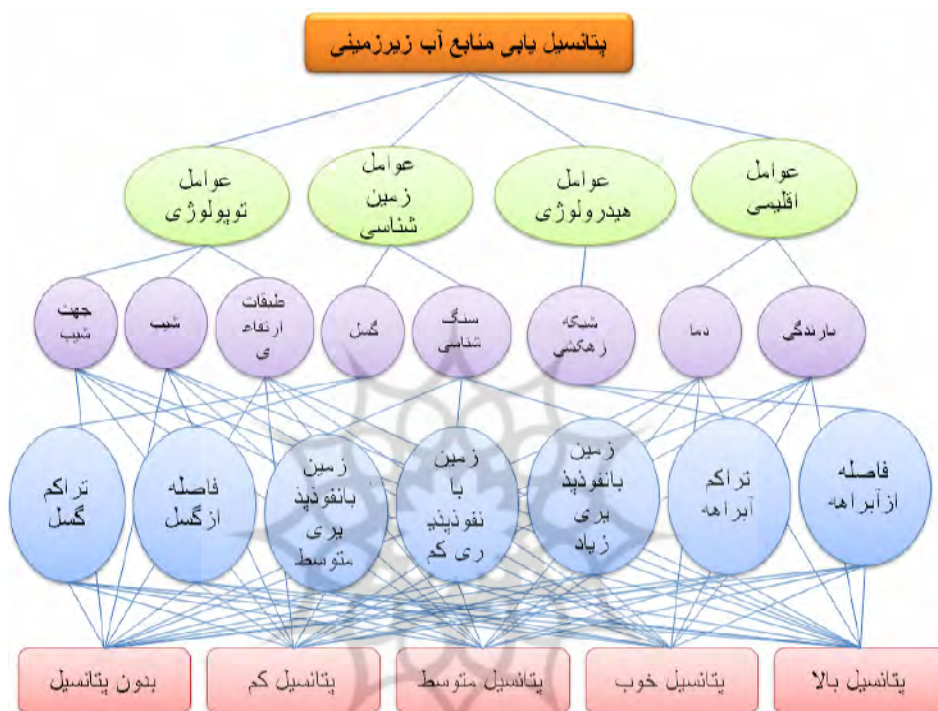 پتانسیل یابی منابع آب زیرزمینی
عوامل
اقلیمی
عوامل
هیدرولوژی
عوامل
زمین
شناسی
عوامل
توپولوژی
بارندگی
دما
شبکه
زهکشی
سنگ
شناسی
گسل
طبقات
ارتفاع
ی
شیب
جهت
شیب
فاصله
ازآبراهه
تراکم
آبراهه
زمین
بانفوذپذ
یری
زیاد
زمین
با
نفوذپذی
ری کم
زمین
بانفوذپذ
یری
متوسط
فاصله
ازگسل
تراکم
گسل
پتانسیل بالا
پتانسیل خوب
پتانسیل متوسط
پتانسیل کم
بدون پتانسیل